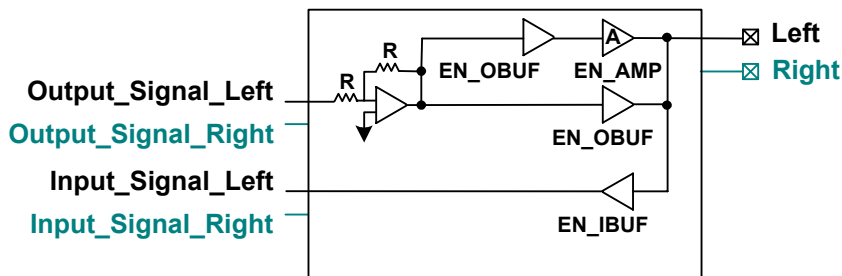 R
R
EN_OBUF
A
EN_AMP
Left
Right
Output_Signal_Left
Output_Signal_Right
EN_OBUF
Input_Signal_Left
Input_Signal_Right
EN_IBUF